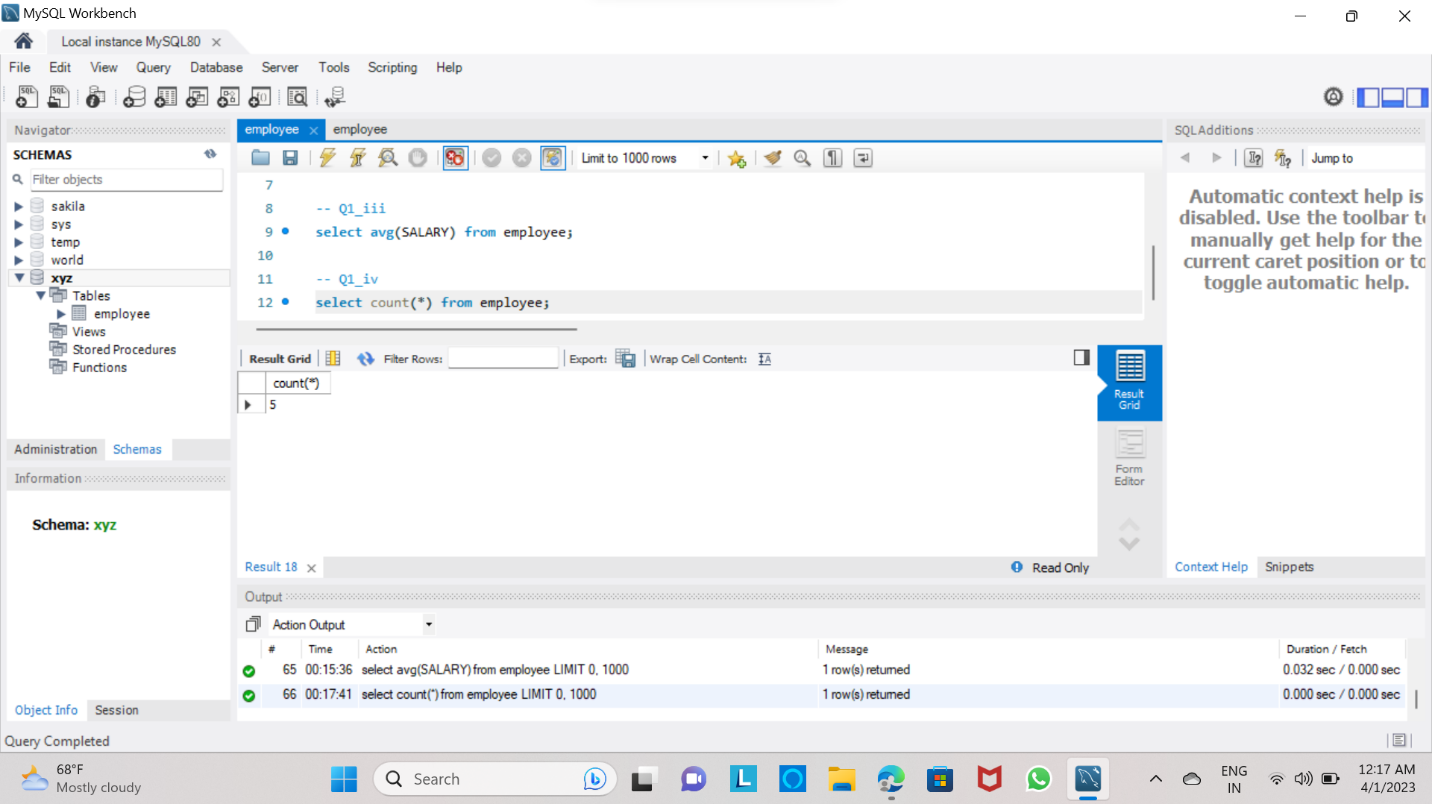 MySQL Workbench
Local instance MySQL80
File Edit View Query Database Server Tools Scripting Help
Navigator
SCHEMAS
Filter objects
sakila
sys
temp
world
xyz
Tables
employee
Views
Stored Procedures
Functions
Administration Schemas
Information
Schema: xyz
Object Info Session
employee employee
Limit to 1000 rows
7
8 -- Q1_iii
9 select avg(SALARY) from employee;
10
11 -- Q1_iv
12 select count(*) from employee;
Result Grid Filter Rows: Export: Wrap Cell Content:
count(*)
5
Result
Grid
Form
Editor
Result 18 Read Only
SQLAdditions
Jump to
Automatic context help is
disabled. Use the toolbar to
manually get help for the
current caret position or to
toggle automatic help.
Context Help Snippets
Output
Action Output
# Time Action Message Duration / Fetch
65 00:15:36 select avg(SALARY) from employee LIMIT 0, 1000 1 row(s) returned 0.032 sec / 0.000 sec
66 00:17:41 select count(*) from employee LIMIT 0, 1000 1 row(s) returned 0.000 sec / 0.000 sec
Query Completed
68°F
Mostly cloudy
Search
ENG
IN
12:17 AM
4/1/2023